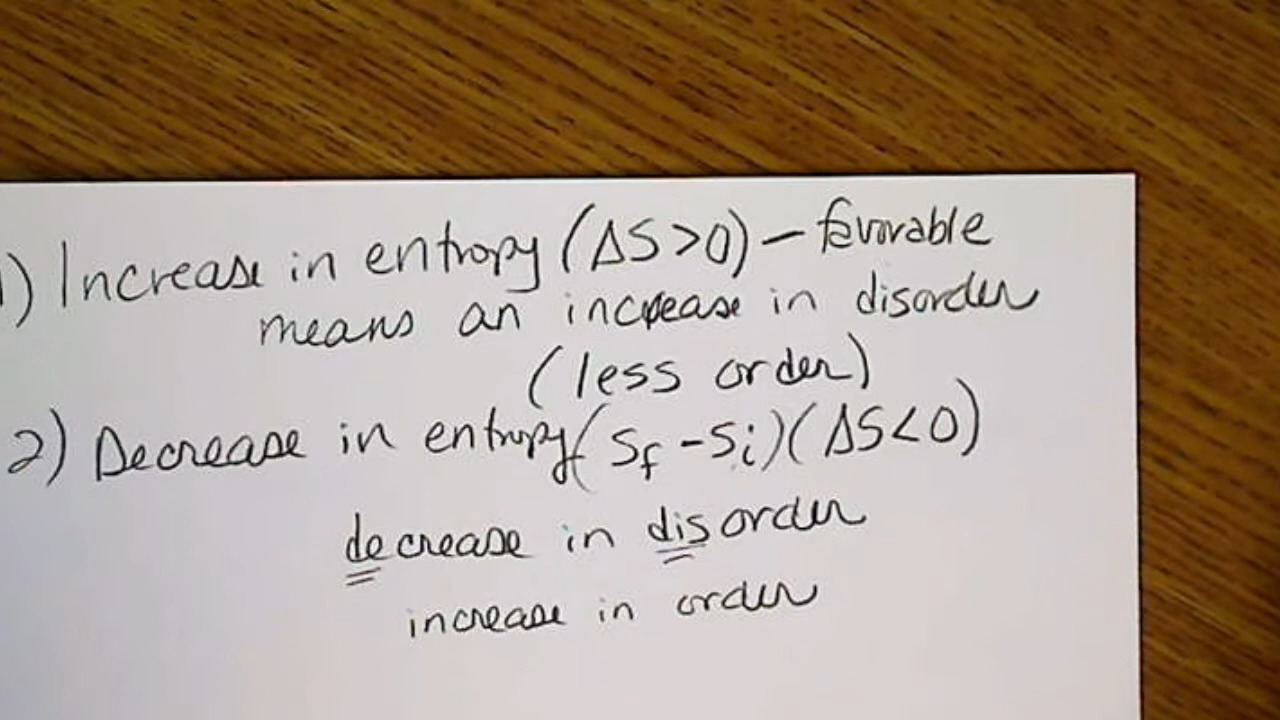 1) Increase in entropy (ΔS>0) – favorable
means an increase in disorder
(less order)
2) Decrease in entropy (Sf - Si) (ΔS<0)
decrease in disorder
increase in order